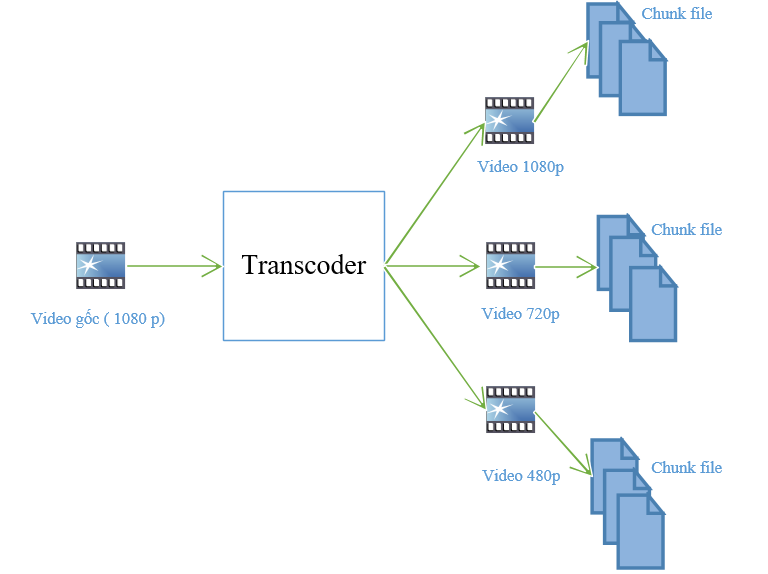 Chunk file
Video 1080p
Chunk file
Transcoder
Video gốc ( 1080 p)
Video 720p
Chunk file
Video 480p